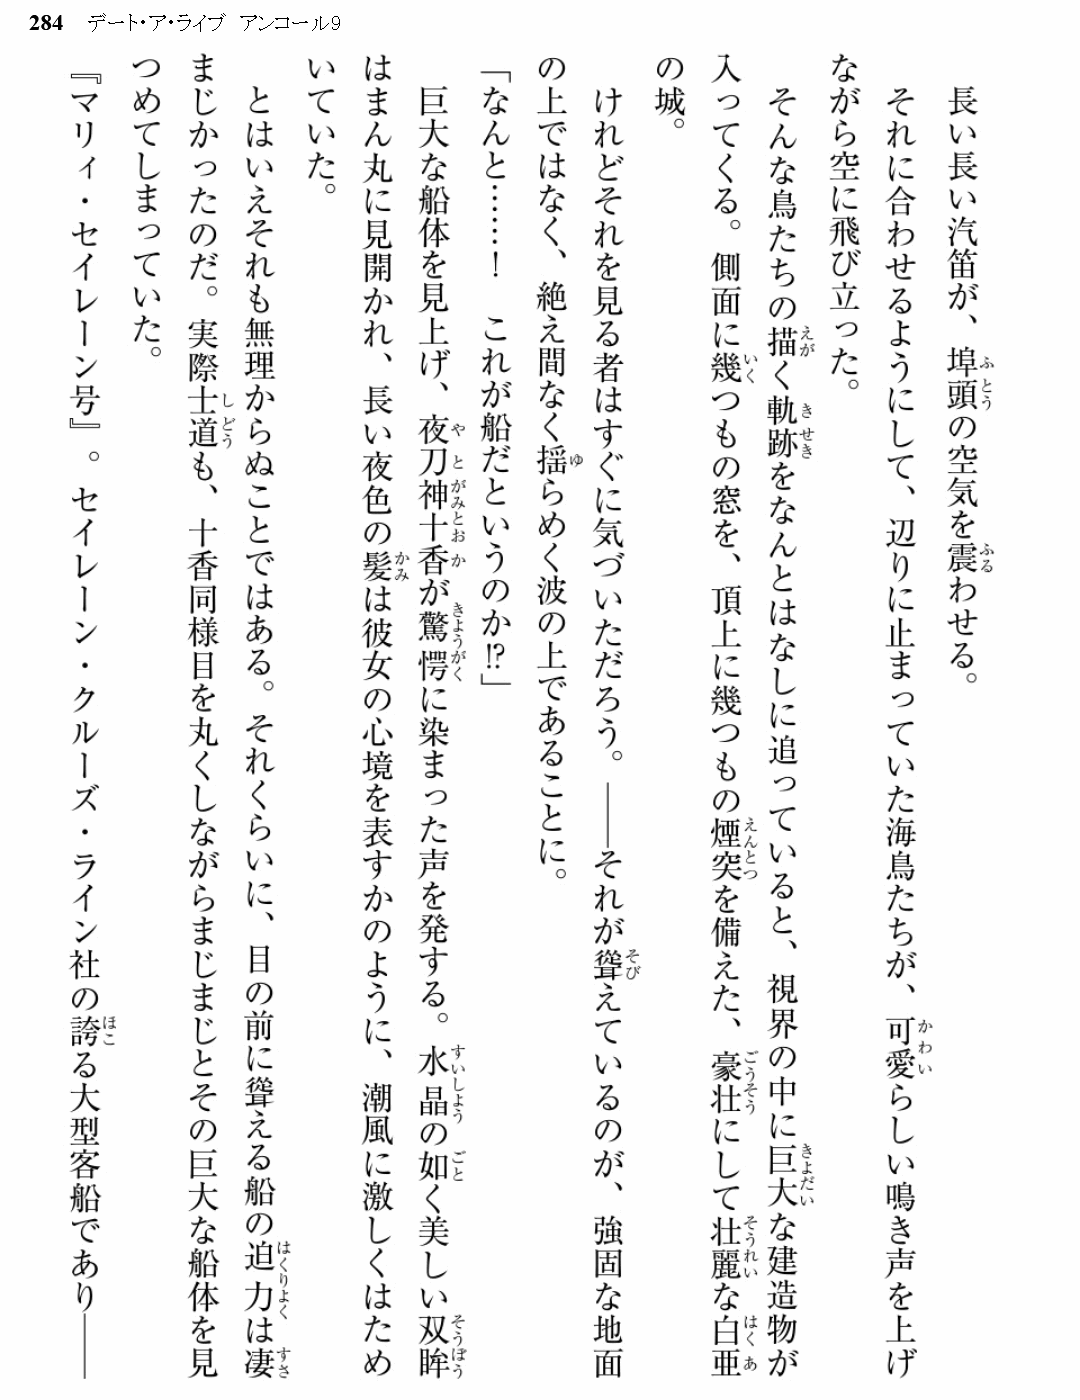 284 デート・ア・ライブ アンコール9
長い長い汽笛が、埠頭の空気を震わせる。
それに合わせるようにして、辺りに止まっていた海鳥たちが、可愛らしい鳴き声を上げ
ながら空に飛び立った。
そんな鳥たちの描く軌跡をなんとはなしに追っていると、視界の中に巨大な建造物が
入ってくる。側面に幾つもの窓を、頂上に幾つもの煙突を備えた、豪壮にして壮麗な白亜
の城。
けれどそれを見る者はすぐに気づいただろう。――それが聳えているのが、強固な地面
の上ではなく、絶え間なく揺らめく波の上であることに。
「なんと……！　これが船だというのか⁉」
巨大な船体を見上げ、夜刀神十香が驚愕に染まった声を発する。水晶の如く美しい双眸
はまん丸に見開かれ、長い夜色の髪は彼女の心境を表すかのように、潮風に激しくはため
いていた。
とはいえそれも無理からぬことではある。それくらいに、目の前に聳える船の迫力は凄
まじかったのだ。実際士道も、十香同様目を丸くしながらまじまじとその巨大な船体を見
つめてしまっていた。
『マリィ・セイレーン号』。セイレーン・クルーズ・ライン社の誇る大型客船であり――